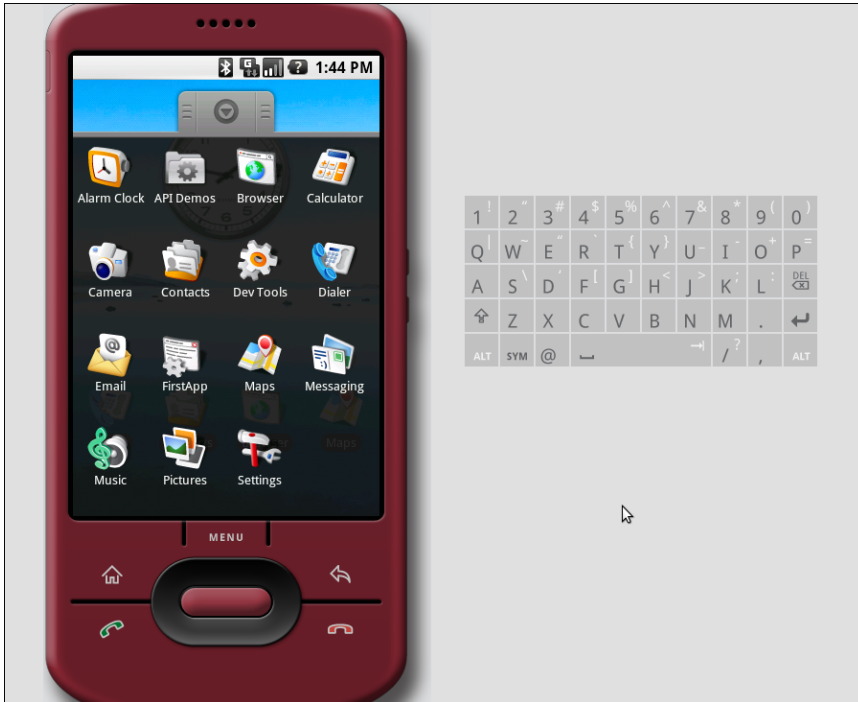 G ? 1:44 PM
Alarm Clock API Demos Browser Calculator
Camera Contacts Dev Tools Dialer
Email FirstApp Maps Messaging
Maps
Music Pictures Settings
MENU
1 ! 2 " 3 # 4 $ 5 % 6 ^ 7 & 8 * 9 ( 0 )
Q | W ~ E ¨ R ` T { Y } U _ I - O + P =
A S \ D ´ F [ G ] H < J > K ; L : DEL
Z X C V B N M .
ALT SYM @ / ? , ALT